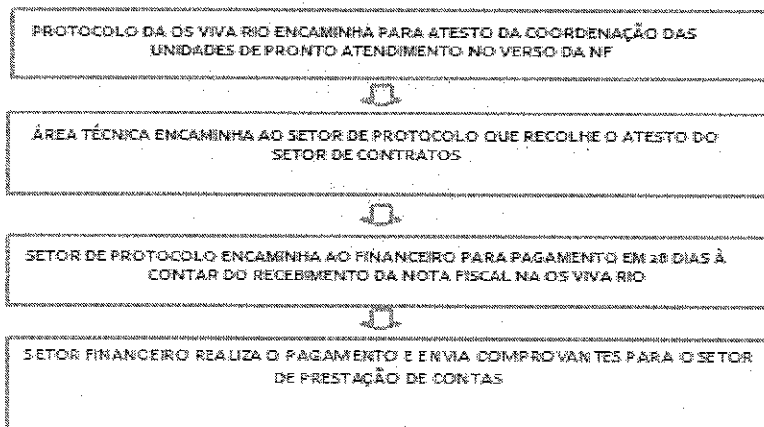 PROTOCOLO DA OS VIVA RIO ENCAMINHA PARA ATESTO DA COORDENAÇÃO DAS
UNIDADES DE PRONTO ATENDIMENTO NO VERSO DA NF
ÁREA TÉCNICA ENCAMINHA AO SETOR DE PROTOCOLO QUE RECOLHE O ATESTO DO
SETOR DE CONTRATOS
SETOR DE PROTOCOLO ENCAMINHA AO FINANCEIRO PARA PAGAMENTO EM 28 DIAS À
CONTAR DO RECEBIMENTO DA NOTA FISCAL NA OS VIVA RIO
SETOR FINANCEIRO REALIZA O PAGAMENTO E ENVIA COMPROVANTES PARA O SETOR
DE PRESTAÇÃO DE CONTAS